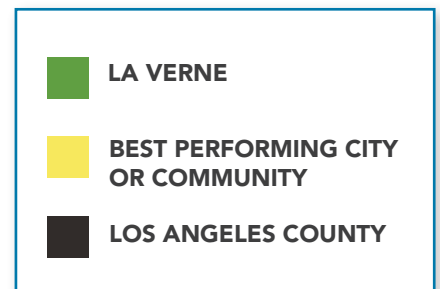 LA VERNE
BEST PERFORMING CITY
OR COMMUNITY
LOS ANGELES COUNTY